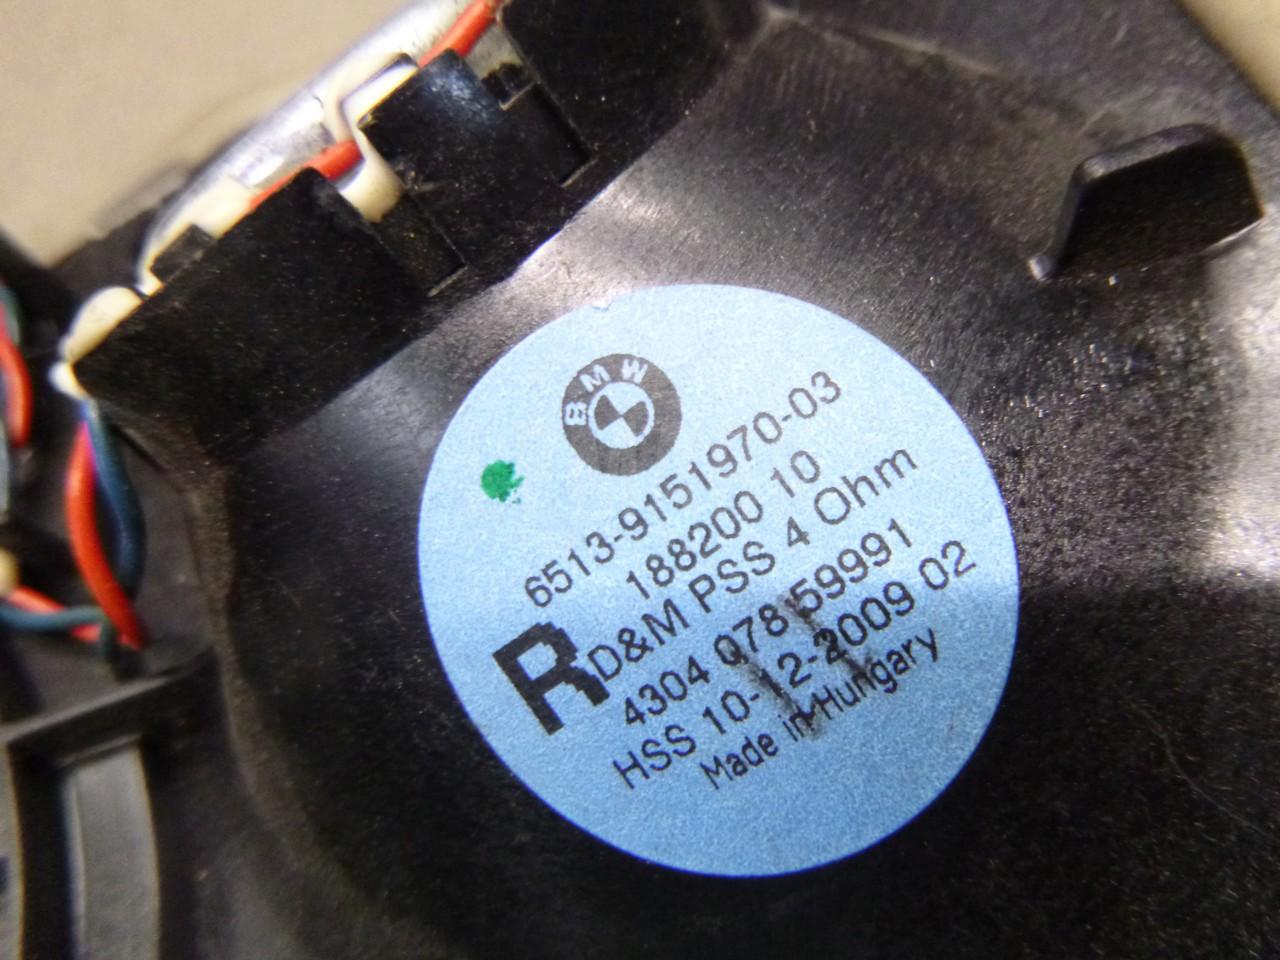 BMW
6513-9151970-03
188200 10
RD&M PSS 4 Ohm
4304 078 59991
HSS 10-12-2009 02
Made in Hungary